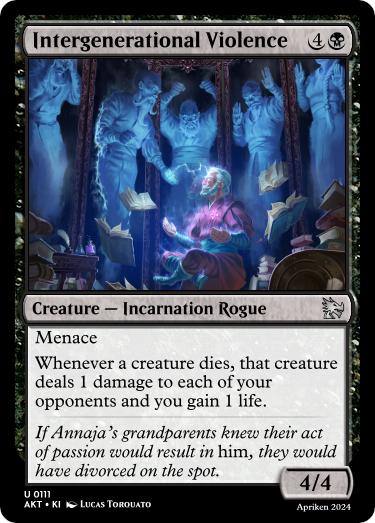 Intergenerational Violence 4
Creature — Incarnation Rogue
Menace
Whenever a creature dies, that creature
deals 1 damage to each of your
opponents and you gain 1 life.
If Annaja's grandparents knew their act
of passion would result in him, they would
have divorced on the spot.
4/4
U 0111
AKT • KI Lucas Torquato
Apriken 2024